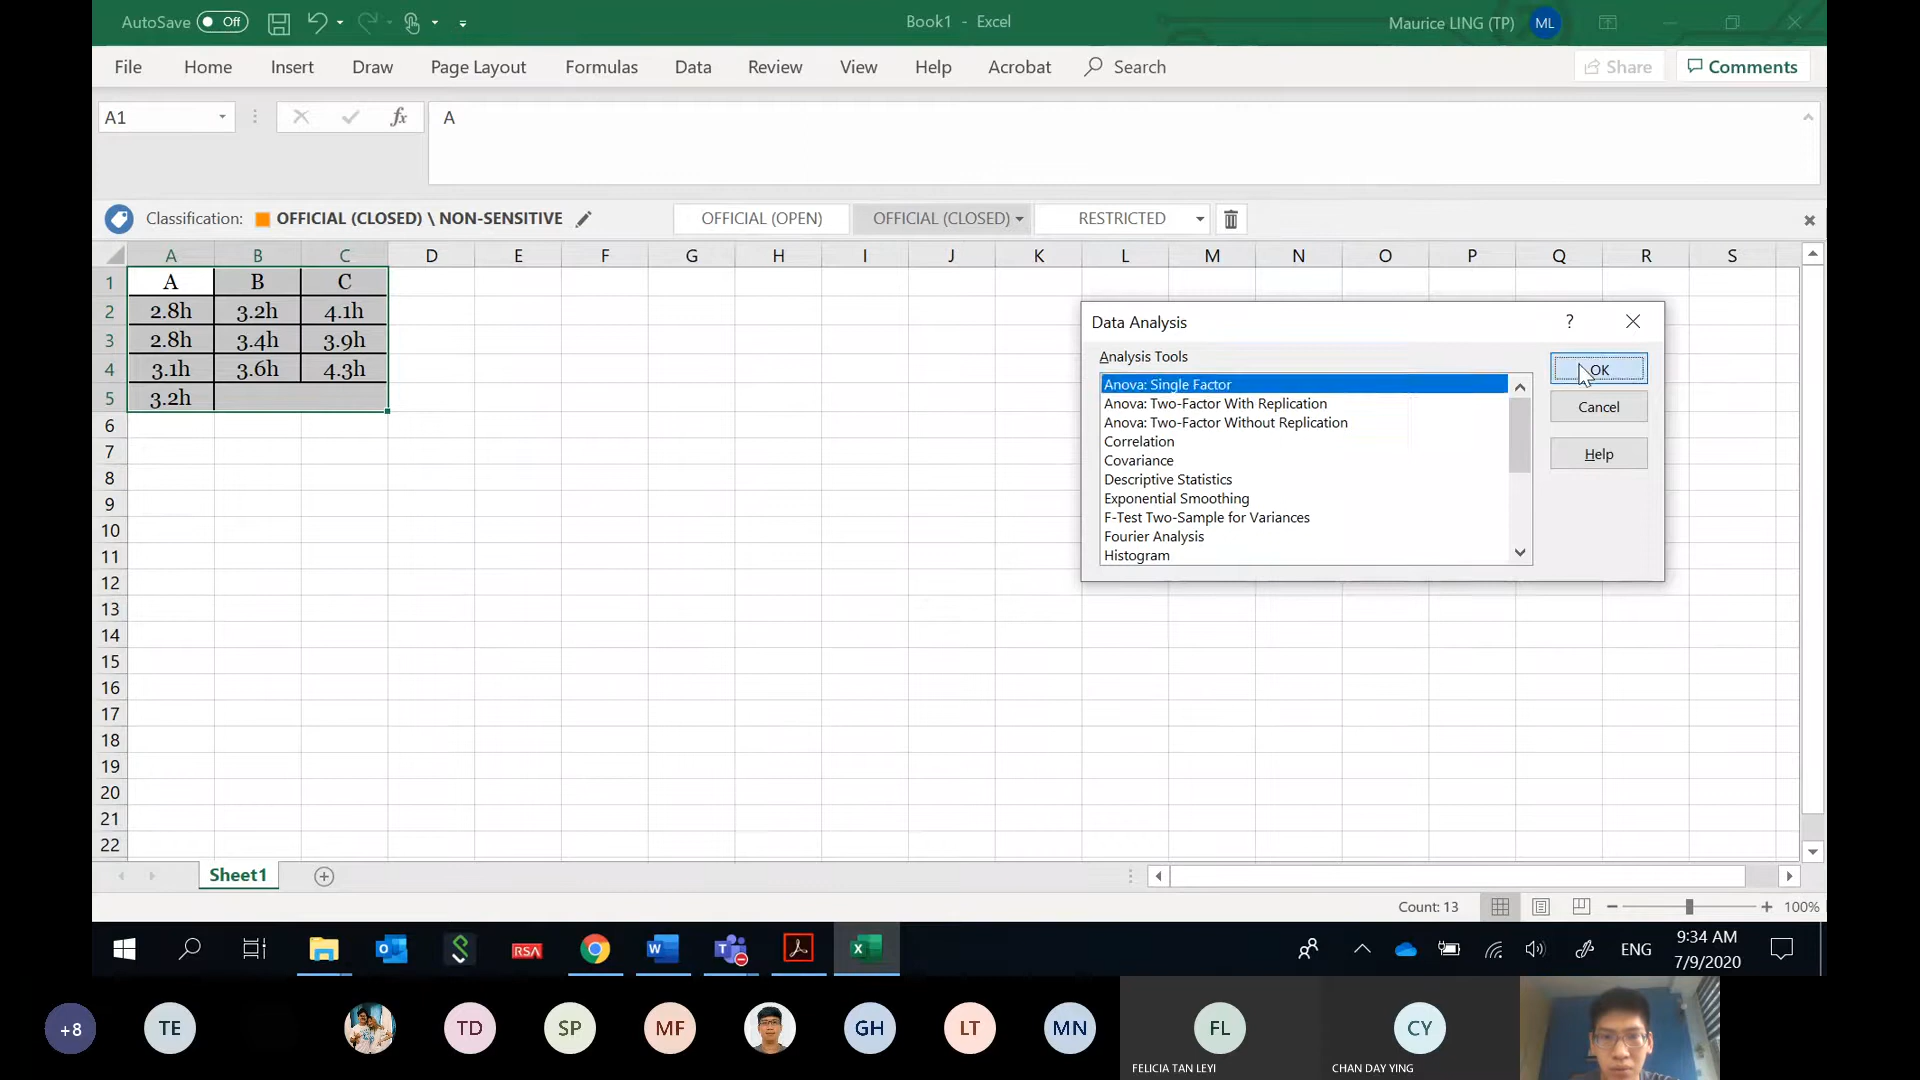 AutoSave Off Book1 - Excel Maurice LING (TP) ML
File Home Insert Draw Page Layout Formulas Data Review View Help Acrobat Search Share Comments
A1 fx A
Classification: OFFICIAL (CLOSED) \ NON-SENSITIVE OFFICIAL (OPEN) OFFICIAL (CLOSED) RESTRICTED
A B C D E F G H I J K L M N O P Q R S
1 A B C
2 2.8h 3.2h 4.1h
3 2.8h 3.4h 3.9h
4 3.1h 3.6h 4.3h
5 3.2h
6
7
8
9
10
11
12
13
14
15
16
17
18
19
20
21
22
Data Analysis ?
Analysis Tools
Anova: Single Factor
Anova: Two-Factor With Replication
Anova: Two-Factor Without Replication
Correlation
Covariance
Descriptive Statistics
Exponential Smoothing
F-Test Two-Sample for Variances
Fourier Analysis
Histogram
OK
Cancel
Help
Sheet1
Count: 13 100%
RSA ENG 9:34 AM
7/9/2020
+8 TE TD SP MF GH LT MN FL CY
FELICIA TAN LEYI CHAN DAY YING